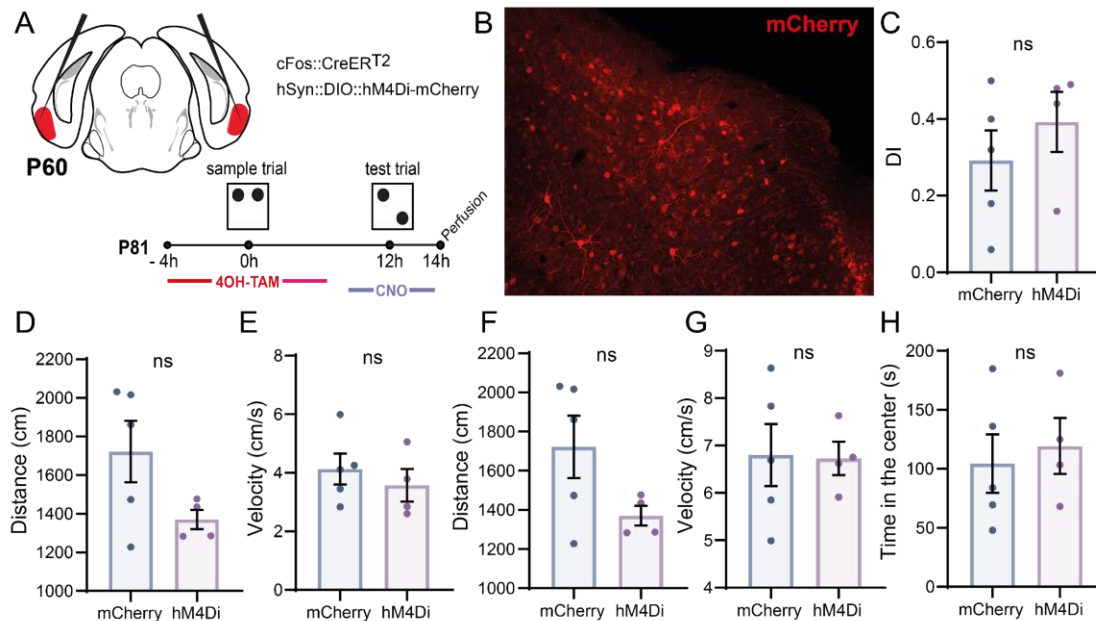 A
cFos::CreERT2
hSyn::DIO::hM4Di-mCherry
P60
sample trial
test trial
Perfusion
P81
- 4h
0h
12h
14h
4OH-TAM
CNO
B
mCherry
C
ns
DI
0.6
0.4
0.2
0.0
mCherry
hM4Di
D
ns
Distance (cm)
2200
2000
1800
1600
1400
1200
1000
mCherry
hM4Di
E
ns
Velocity (cm/s)
8
6
4
2
0
mCherry
hM4Di
F
ns
Distance (cm)
2200
2000
1800
1600
1400
1200
1000
mCherry
hM4Di
G
ns
Velocity (cm/s)
9
8
7
6
5
4
mCherry
hM4Di
H
ns
Time in the center (s)
200
150
100
50
0
mCherry
hM4Di